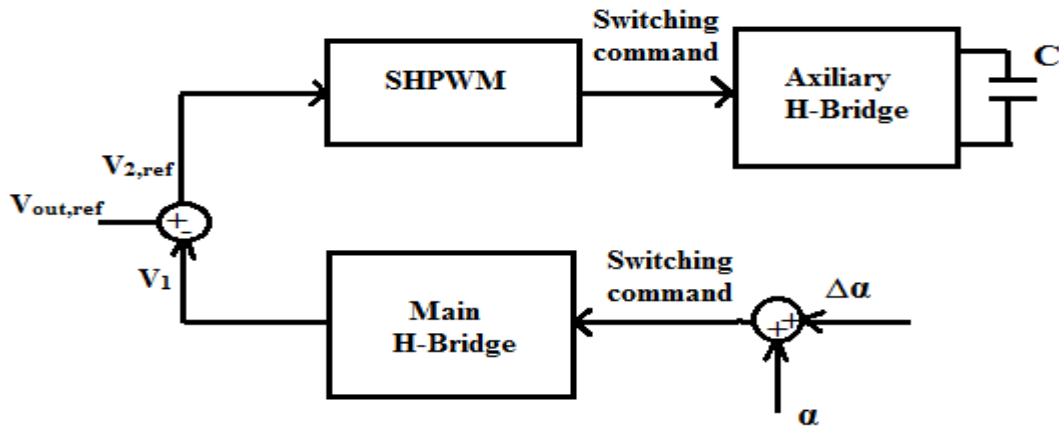 Switching
command
SHPWM
Axiliary
H-Bridge
C
V2,ref
Vout,ref
+
-
V1
Main
H-Bridge
Switching
command
Δα
+
+
α